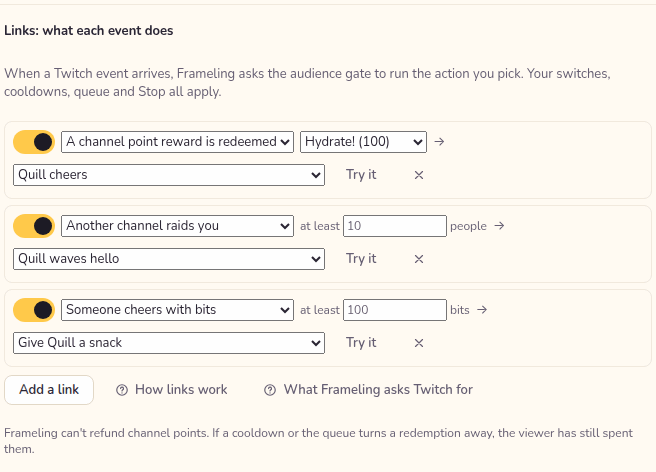 Links: what each event does
When a Twitch event arrives, Frameling asks the audience gate to run the action you pick. Your switches,
cooldowns, queue and Stop all apply.
A channel point reward is redeemed Hydrate! (100) →
Quill cheers Try it ×
Another channel raids you at least 10 people →
Quill waves hello Try it ×
Someone cheers with bits at least 100 bits →
Give Quill a snack Try it ×
Add a link ? How links work ? What Frameling asks Twitch for
Frameling can't refund channel points. If a cooldown or the queue turns a redemption away, the viewer has still spent
them.